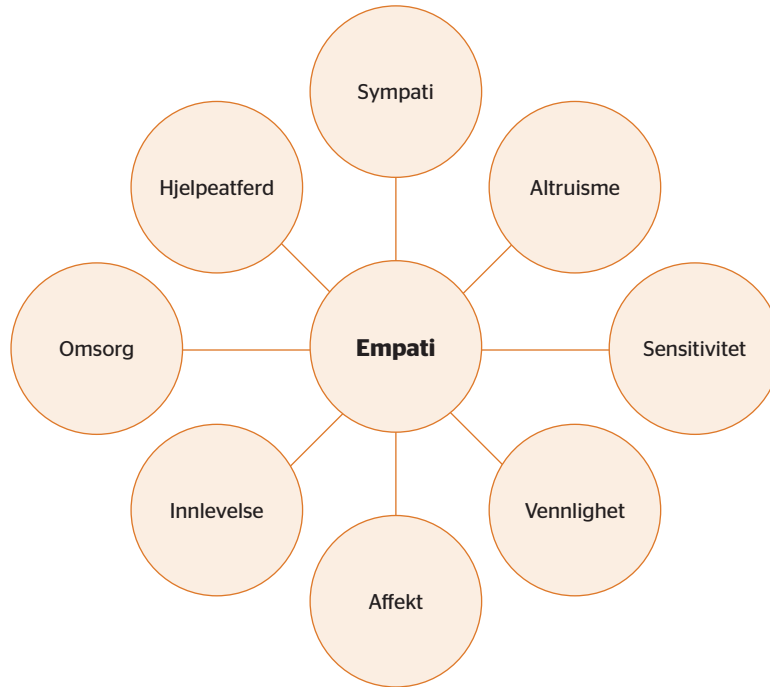 Sympati
Hjelpeatferd
Altruisme
Omsorg
Empati
Sensitivitet
Innlevelse
Vennlighet
Affekt